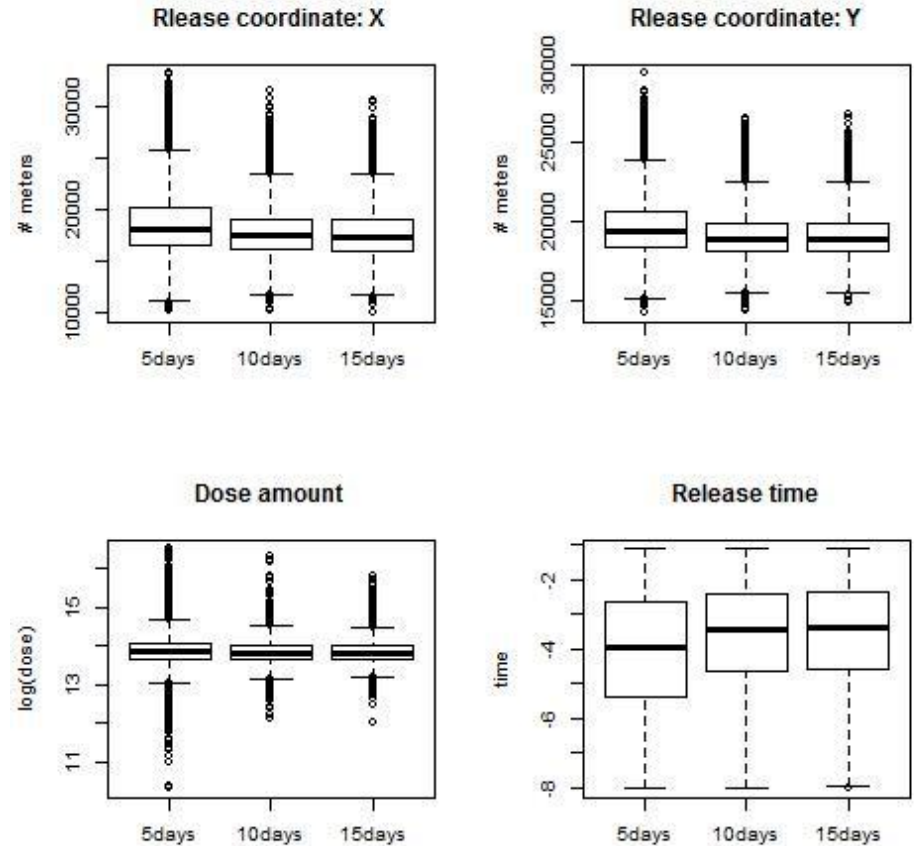 Rlease coordinate: X
# meters
30000
20000
10000
5days 10days 15days
Rlease coordinate: Y
# meters
30000
25000
20000
15000
5days 10days 15days
Dose amount
log(dose)
15
13
11
5days 10days 15days
Release time
time
-2
-4
-6
-8
5days 10days 15days